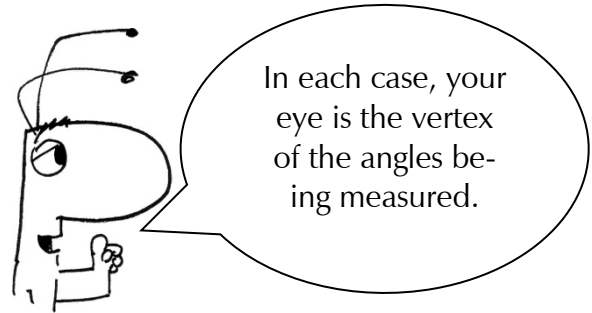 In each case, your
eye is the vertex
of the angles be-
ing measured.